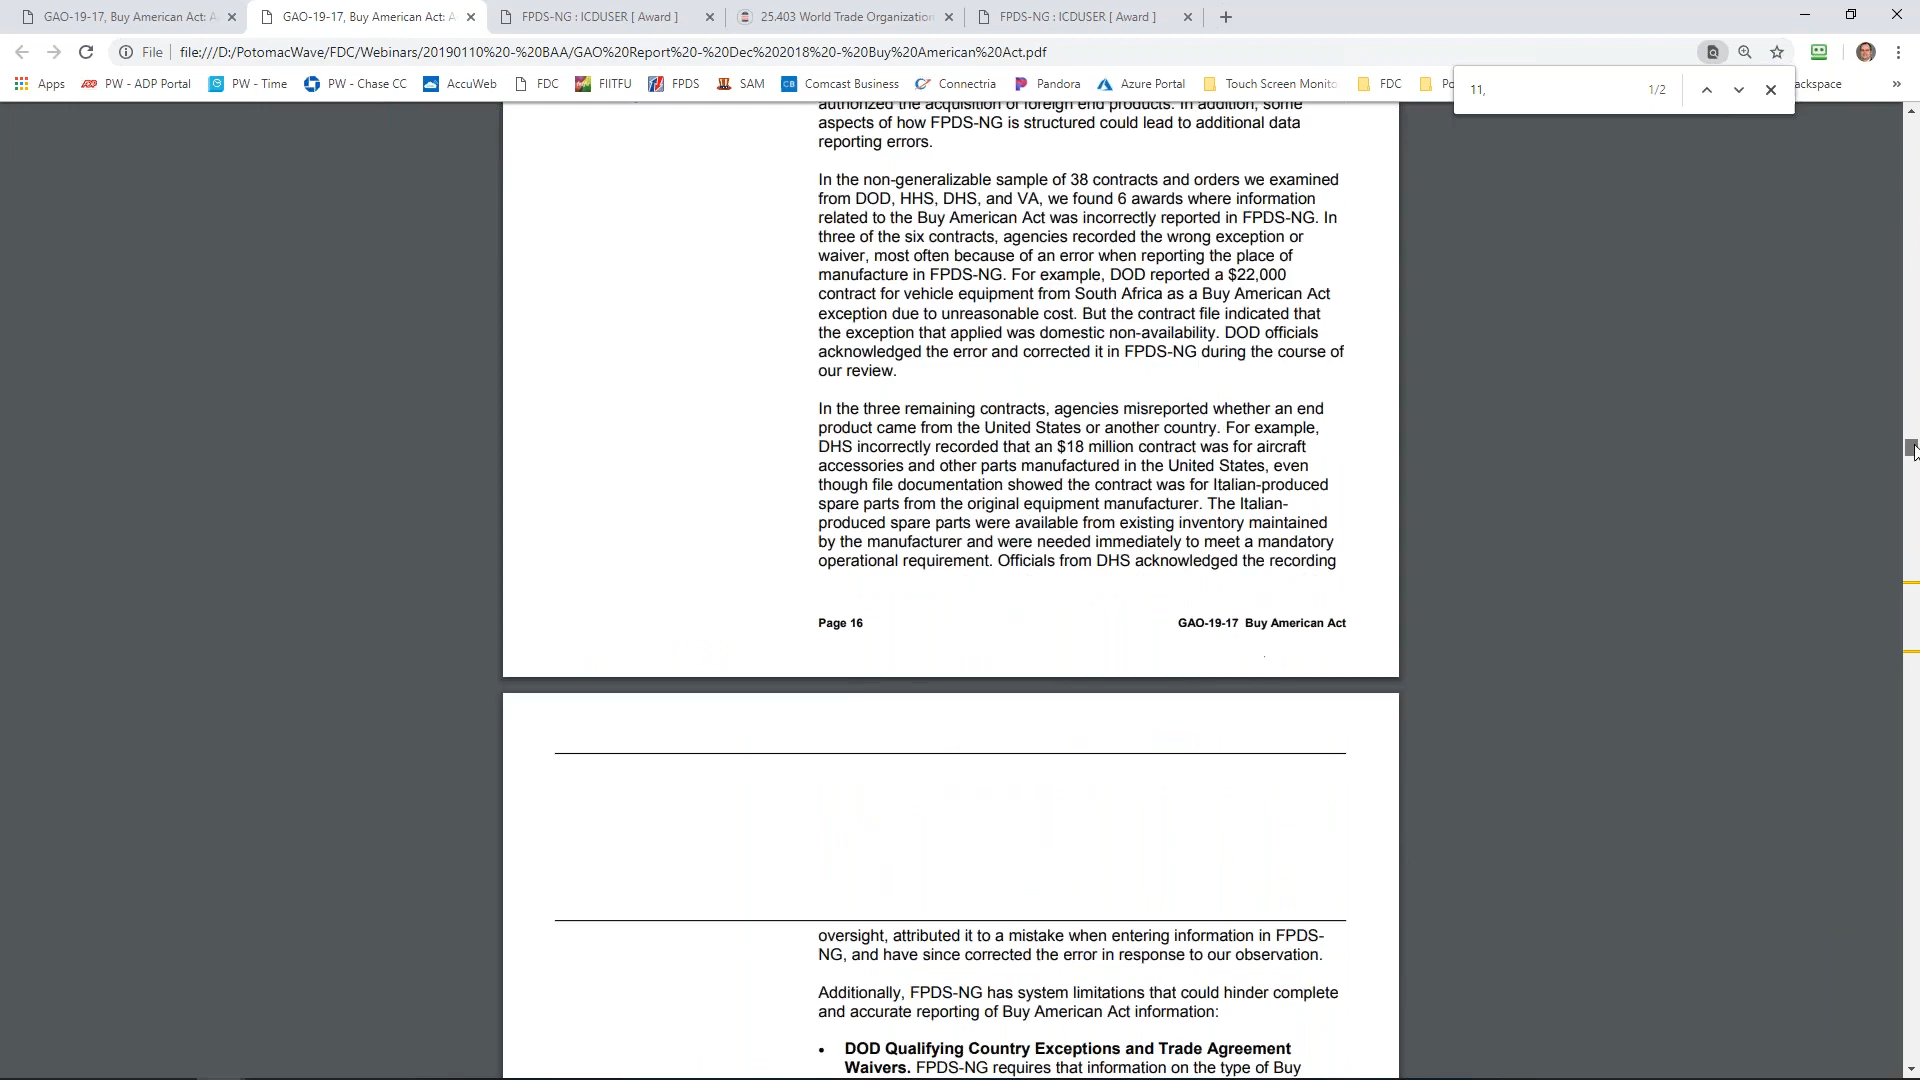 GAO-19-17, Buy American Act: A
GAO-19-17, Buy American Act: A
FPDS-NG : ICDUSER [ Award ]
25.403 World Trade Organization
FPDS-NG : ICDUSER [ Award ]
File
file:///D:/PotomacWave/FDC/Webinars/20190110%20-%20BAA/GAO%20Report%20-%20Dec%202018%20-%20Buy%20American%20Act.pdf
Apps
PW - ADP Portal
PW - Time
PW - Chase CC
AccuWeb
FDC
FIITFU
FPDS
SAM
Comcast Business
Connectria
Pandora
Azure Portal
Touch Screen Monito
FDC
ackspace
11,
1/2
authorized the acquisition of foreign end products. In addition, some
aspects of how FPDS-NG is structured could lead to additional data
reporting errors.
In the non-generalizable sample of 38 contracts and orders we examined
from DOD, HHS, DHS, and VA, we found 6 awards where information
related to the Buy American Act was incorrectly reported in FPDS-NG. In
three of the six contracts, agencies recorded the wrong exception or
waiver, most often because of an error when reporting the place of
manufacture in FPDS-NG. For example, DOD reported a $22,000
contract for vehicle equipment from South Africa as a Buy American Act
exception due to unreasonable cost. But the contract file indicated that
the exception that applied was domestic non-availability. DOD officials
acknowledged the error and corrected it in FPDS-NG during the course of
our review.
In the three remaining contracts, agencies misreported whether an end
product came from the United States or another country. For example,
DHS incorrectly recorded that an $18 million contract was for aircraft
accessories and other parts manufactured in the United States, even
though file documentation showed the contract was for Italian-produced
spare parts from the original equipment manufacturer. The Italian-
produced spare parts were available from existing inventory maintained
by the manufacturer and were needed immediately to meet a mandatory
operational requirement. Officials from DHS acknowledged the recording
Page 16
GAO-19-17 Buy American Act
oversight, attributed it to a mistake when entering information in FPDS-
NG, and have since corrected the error in response to our observation.
Additionally, FPDS-NG has system limitations that could hinder complete
and accurate reporting of Buy American Act information:
• DOD Qualifying Country Exceptions and Trade Agreement
Waivers. FPDS-NG requires that information on the type of Buy